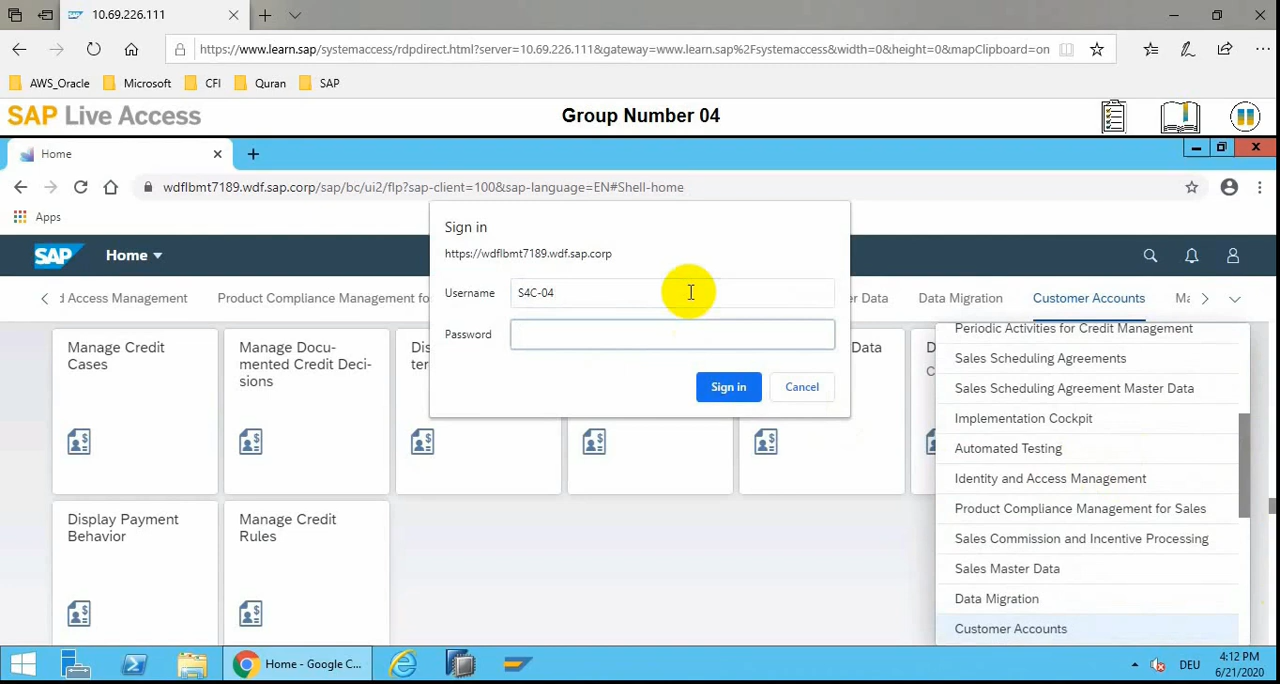 10.69.226.111
https://www.learn.sap/systemaccess/rdpdirect.html?server=10.69.226.111&gateway=www.learn.sap%2Fsystemaccess&width=0&height=0&mapClipboard=on
AWS_Oracle
Microsoft
CFI
Quran
SAP
SAP Live Access
Group Number 04
Home
wdflbmt7189.wdf.sap.corp/sap/bc/ui2/flp?sap-client=100&sap-language=EN#Shell-home
Apps
SAP
Home
Sign in
https://wdflbmt7189.wdf.sap.corp
Username
S4C-04
Password
Sign in
Cancel
d Access Management
Product Compliance Management fo
er Data
Data Migration
Customer Accounts
Ma
Manage Credit
Cases
Manage Docu-
mented Credit Deci-
sions
Dis
ter
Data
D
C
Periodic Activities for Credit Management
Sales Scheduling Agreements
Sales Scheduling Agreement Master Data
Implementation Cockpit
Automated Testing
Identity and Access Management
Product Compliance Management for Sales
Sales Commission and Incentive Processing
Sales Master Data
Data Migration
Customer Accounts
Display Payment
Behavior
Manage Credit
Rules
Home - Google C...
DEU
4:12 PM
6/21/2020